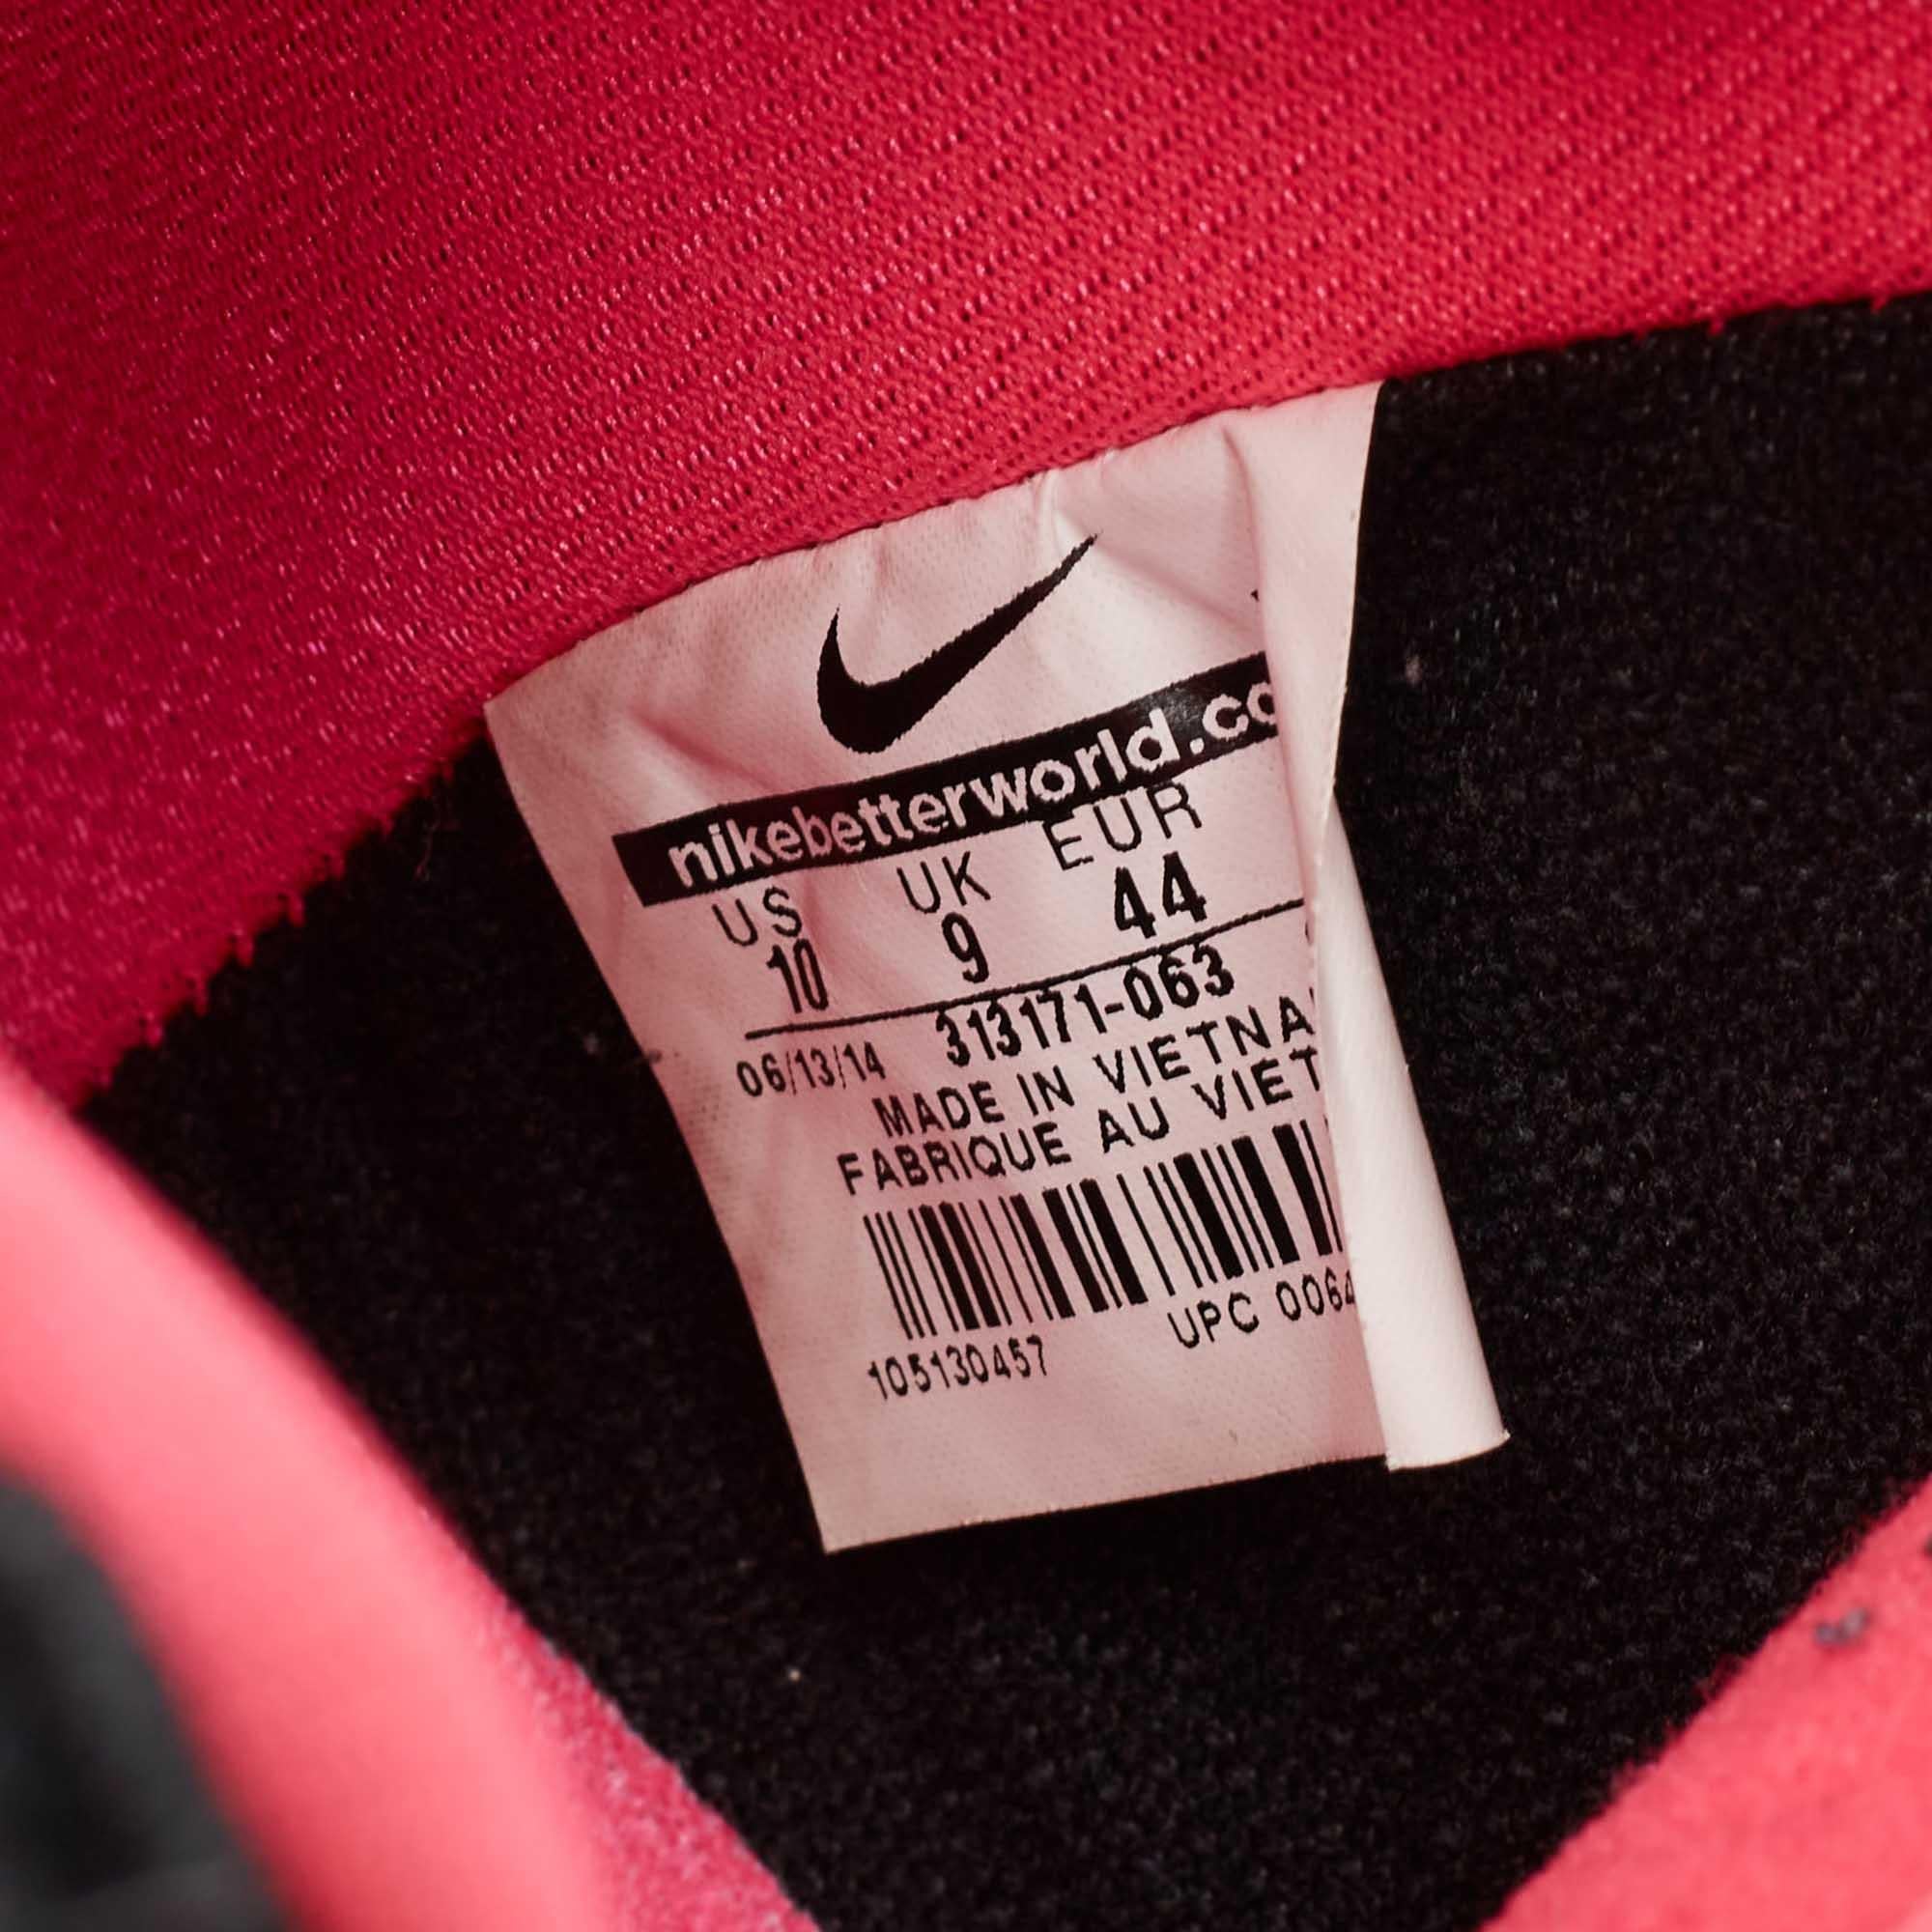 nikebetterworld.co
US UK EUR
10 9 44
06/13/14 313171-063
MADE IN VIETNA
FABRIQUE AU VIET
UPC 0064
105130457